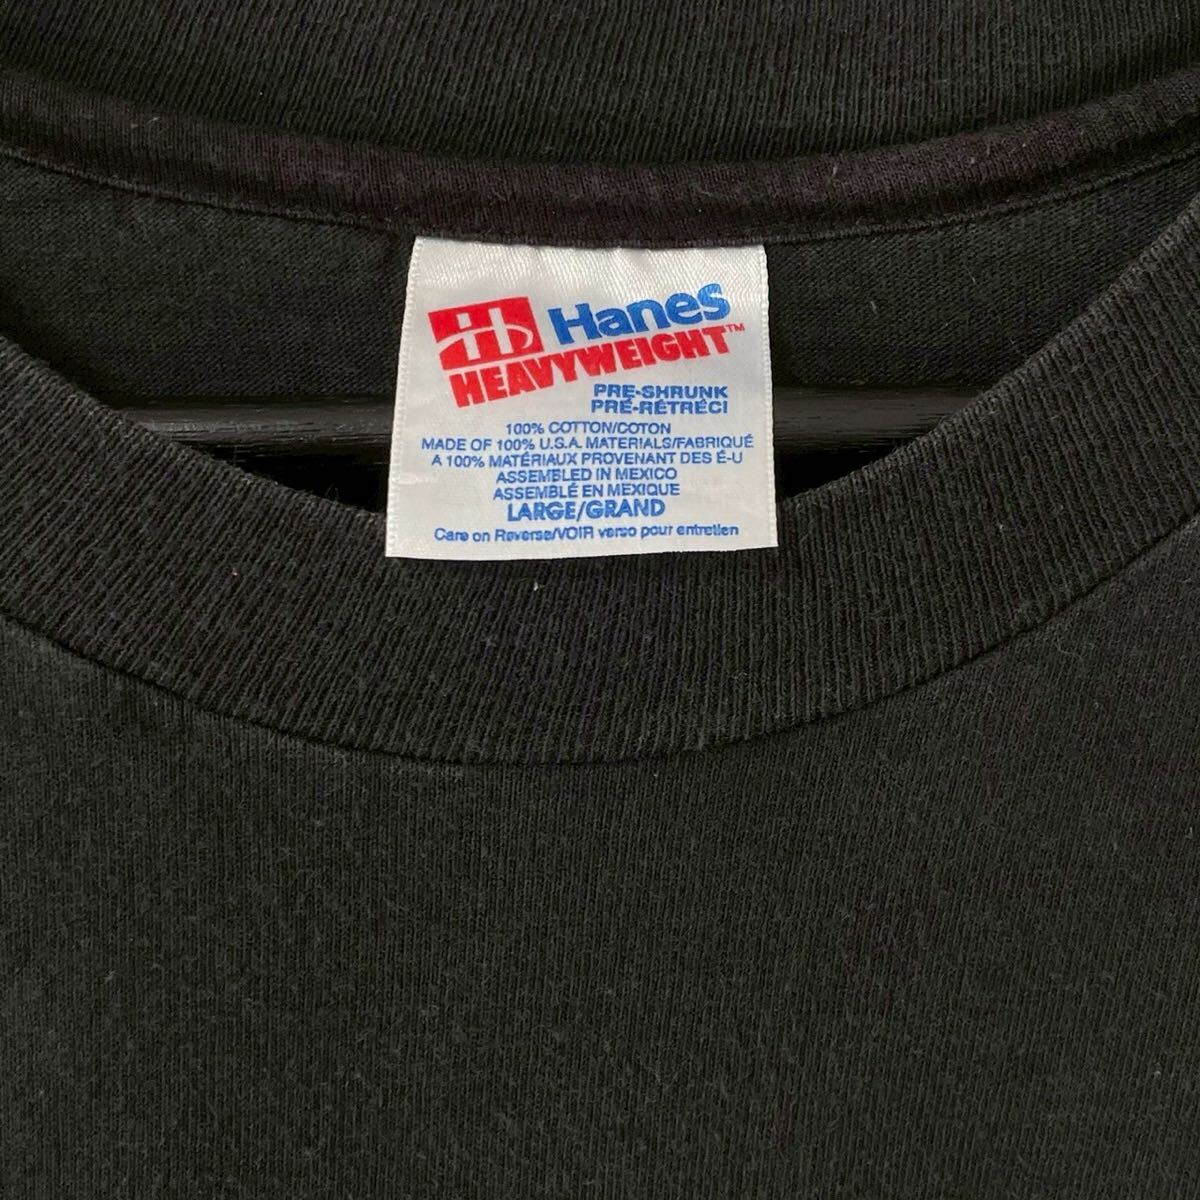 Hanes
HEAVYWEIGHT™
PRE-SHRUNK
PRÉ-RÉTRÉCI
100% COTTON/COTON
MADE OF 100% U.S.A. MATERIALS/FABRIQUÉ
A 100% MATÉRIAUX PROVENANT DES É-U
ASSEMBLED IN MEXICO
ASSEMBLÉ EN MEXIQUE
LARGE/GRAND
Care on Reverse/VOIR verso pour entretien